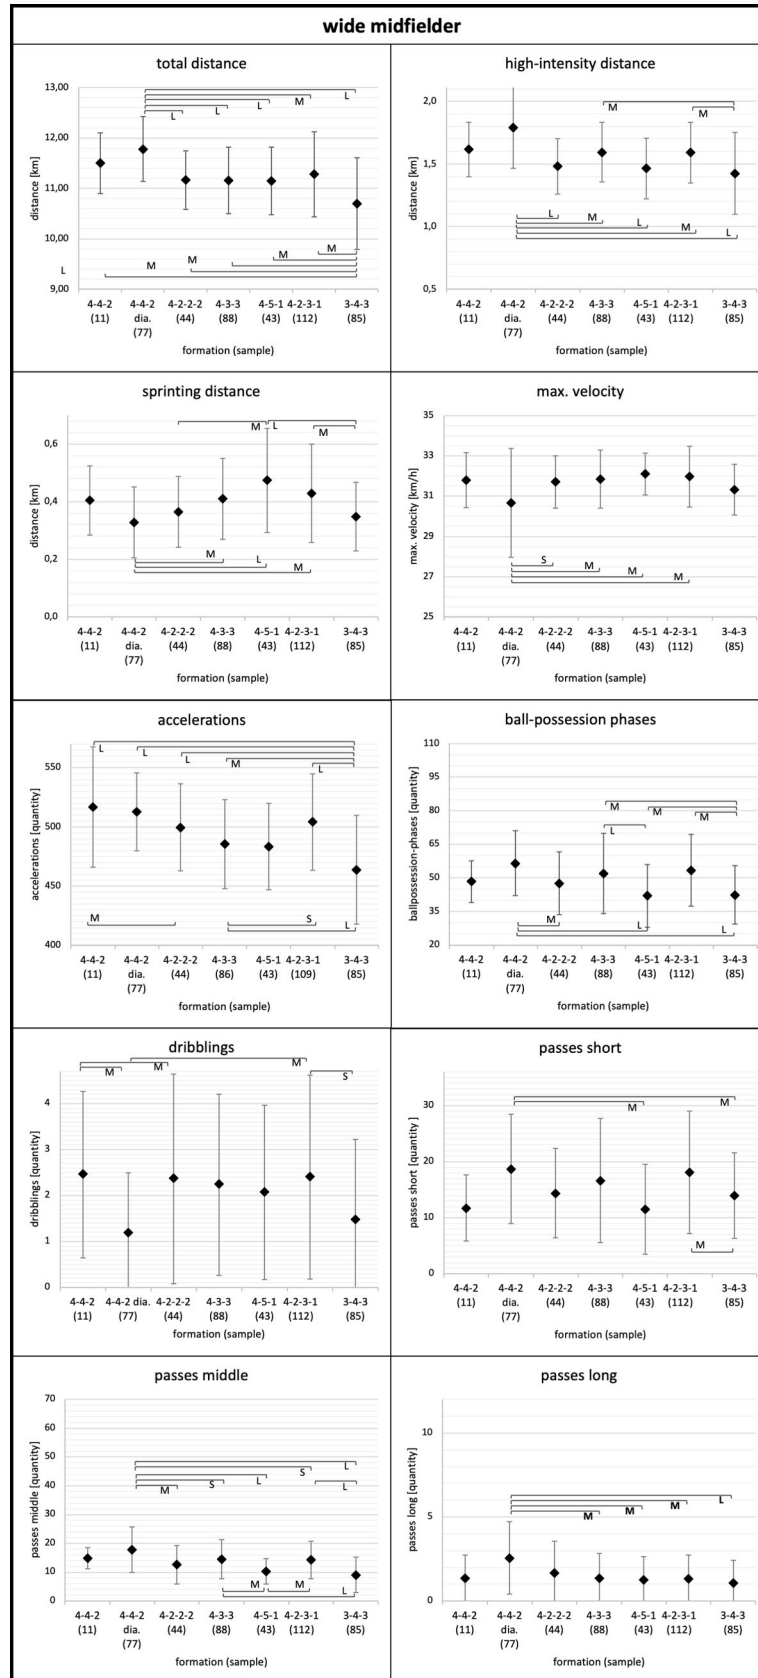 wide midfielder
total distance
distance [km]
13,00
12,00
11,00
10,00
9,00
L
L
L
M
L
L
M
M
M
M
4-4-2 4-4-2 4-2-2-2 4-3-3 4-5-1 4-2-3-1 3-4-3
(11) dia. (44) (88) (43) (112) (85)
(77)
formation (sample)
high-intensity distance
distance [km]
2,0
1,5
1,0
0,5
M
M
L
M
L
M
L
4-4-2 4-4-2 4-2-2-2 4-3-3 4-5-1 4-2-3-1 3-4-3
(11) dia. (44) (88) (43) (112) (85)
(77)
formation (sample)
sprinting distance
distance [km]
0,6
0,4
0,2
0,0
M
L
M
M
L
M
4-4-2 4-4-2 4-2-2-2 4-3-3 4-5-1 4-2-3-1 3-4-3
(11) dia. (44) (88) (43) (112) (85)
(77)
formation (sample)
max. velocity
max. velocity [km/h]
35
33
31
29
27
25
S
M
M
M
4-4-2 4-4-2 4-2-2-2 4-3-3 4-5-1 4-2-3-1 3-4-3
(11) dia. (44) (88) (43) (112) (85)
(77)
formation (sample)
accelerations
accelerations [quantity]
550
500
450
400
L
L
L
M
L
M
S
L
4-4-2 4-4-2 4-2-2-2 4-3-3 4-5-1 4-2-3-1 3-4-3
(11) dia. (44) (86) (43) (109) (85)
(77)
formation (sample)
ball-possession phases
ballpossession-phases [quantity]
110
95
80
65
50
35
20
M
M
M
L
M
L
L
4-4-2 4-4-2 4-2-2-2 4-3-3 4-5-1 4-2-3-1 3-4-3
(11) dia. (44) (88) (43) (112) (85)
(77)
formation (sample)
dribblings
dribblings [quantity]
4
3
2
1
0
M
M
M
S
4-4-2 4-4-2 dia. 4-2-2-2 4-3-3 4-5-1 4-2-3-1 3-4-3
(11) (77) (44) (88) (43) (112) (85)
formation (sample)
passes short
passes short [quantity ]
30
20
10
0
M
M
M
4-4-2 4-4-2 4-2-2-2 4-3-3 4-5-1 4-2-3-1 3-4-3
(11) dia. (44) (88) (43) (112) (85)
(77)
formation (sample)
passes middle
passes middle [quantity]
70
60
50
40
30
20
10
0
M
S
L
S
L
L
M
M
L
4-4-2 4-4-2 4-2-2-2 4-3-3 4-5-1 4-2-3-1 3-4-3
(11) dia. (44) (88) (43) (112) (85)
(77)
formation (sample)
passes long
passes long [quantity]
10
5
0
M
M
M
L
4-4-2 4-4-2 4-2-2-2 4-3-3 4-5-1 4-2-3-1 3-4-3
(11) dia. (44) (88) (43) (112) (85)
(77)
formation (sample)